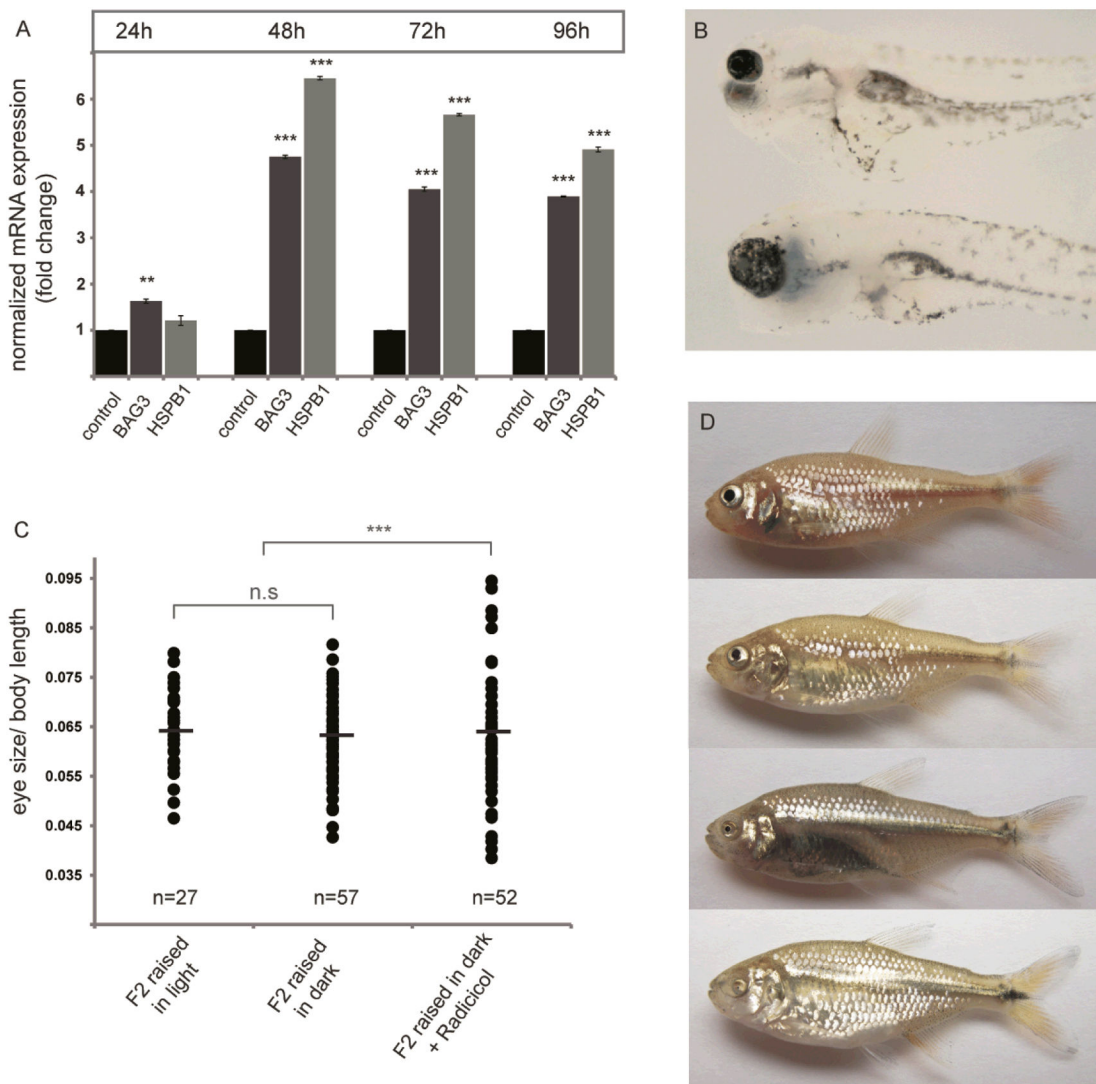 A
24h 48h 72h 96h
normalized mRNA expression
(fold change)
6
5
4
3
2
1
** *** *** *** *** *** ***
control BAG3 HSPB1 control BAG3 HSPB1 control BAG3 HSPB1 control BAG3 HSPB1
B
C
***
n.s
eye size/ body length
0.095
0.085
0.075
0.065
0.055
0.045
0.035
n=27 n=57 n=52
F2 raised
in light
F2 raised
in dark
F2 raised in dark
+ Radicicol
D